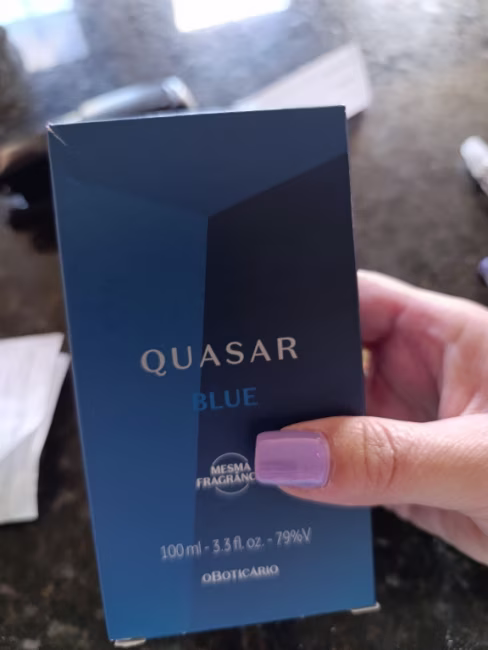 QUASAR
BLUE
MESMA
FRAGRÂNC
100 ml - 3.3 fl. oz. - 79%V
oBOTICÁRIO